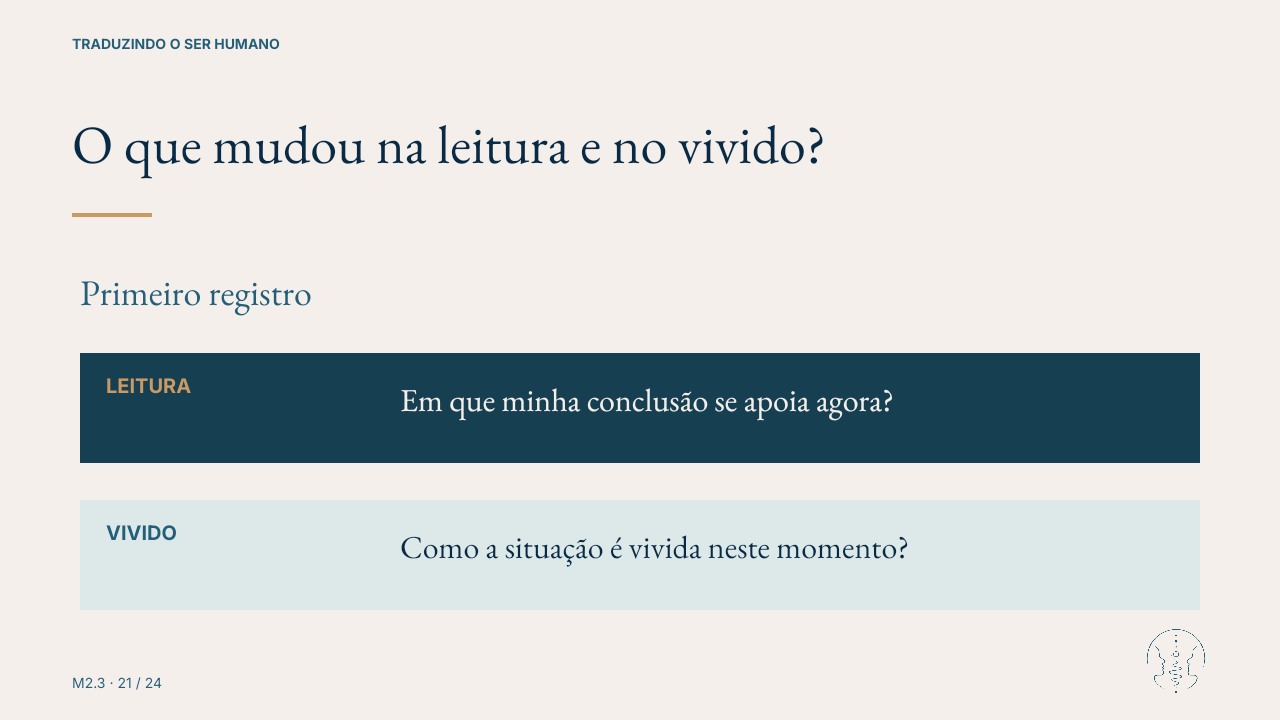 TRADUZINDO O SER HUMANO
O que mudou na leitura e no vivido?
Primeiro registro
LEITURA
Em que minha conclusão se apoia agora?
VIVIDO
Como a situação é vivida neste momento?
M2.3 · 21 / 24